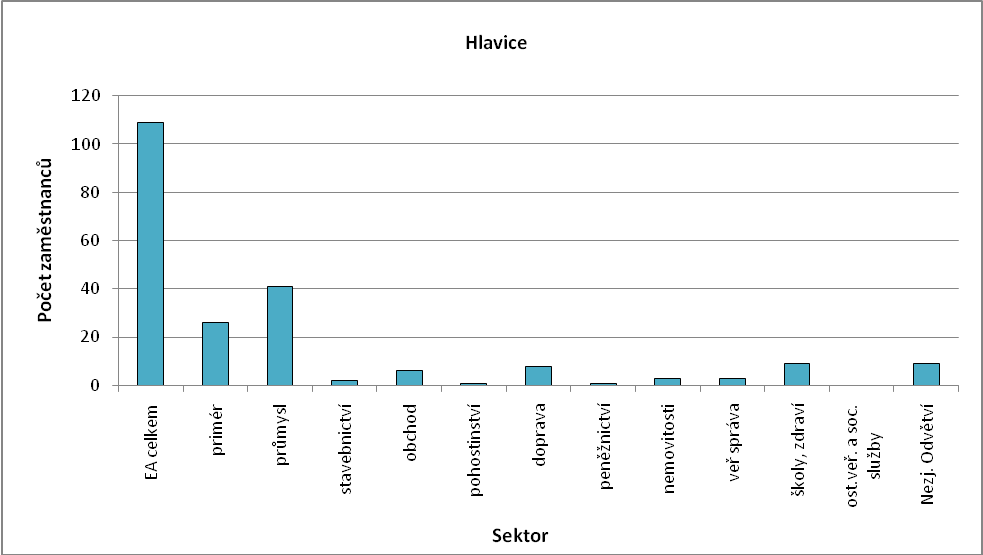 Hlavice
120
100
80
60
40
20
0
Počet zaměstnanců
EA celkem
primér
průmysl
stavebnictví
obchod
pohostinství
doprava
peněžnictví
nemovitosti
veř správa
školy, zdraví
ost.veř. a soc.
služby
Nezj. Odvětví
Sektor